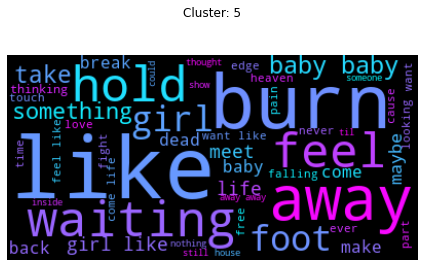 Cluster: 5
break
could
thought
show
edge
heaven
baby baby
someone
take
hold
burn
thinking
touch
something
girl
pain
cause
looking want
love
dead
want like
never
til
time
feel like
fight
like
meet
feel
maybe
come life
baby
falling
come
life
away
inside
waiting
away away
free
ever
part
back
girl like
nothing
still
house
foot
make